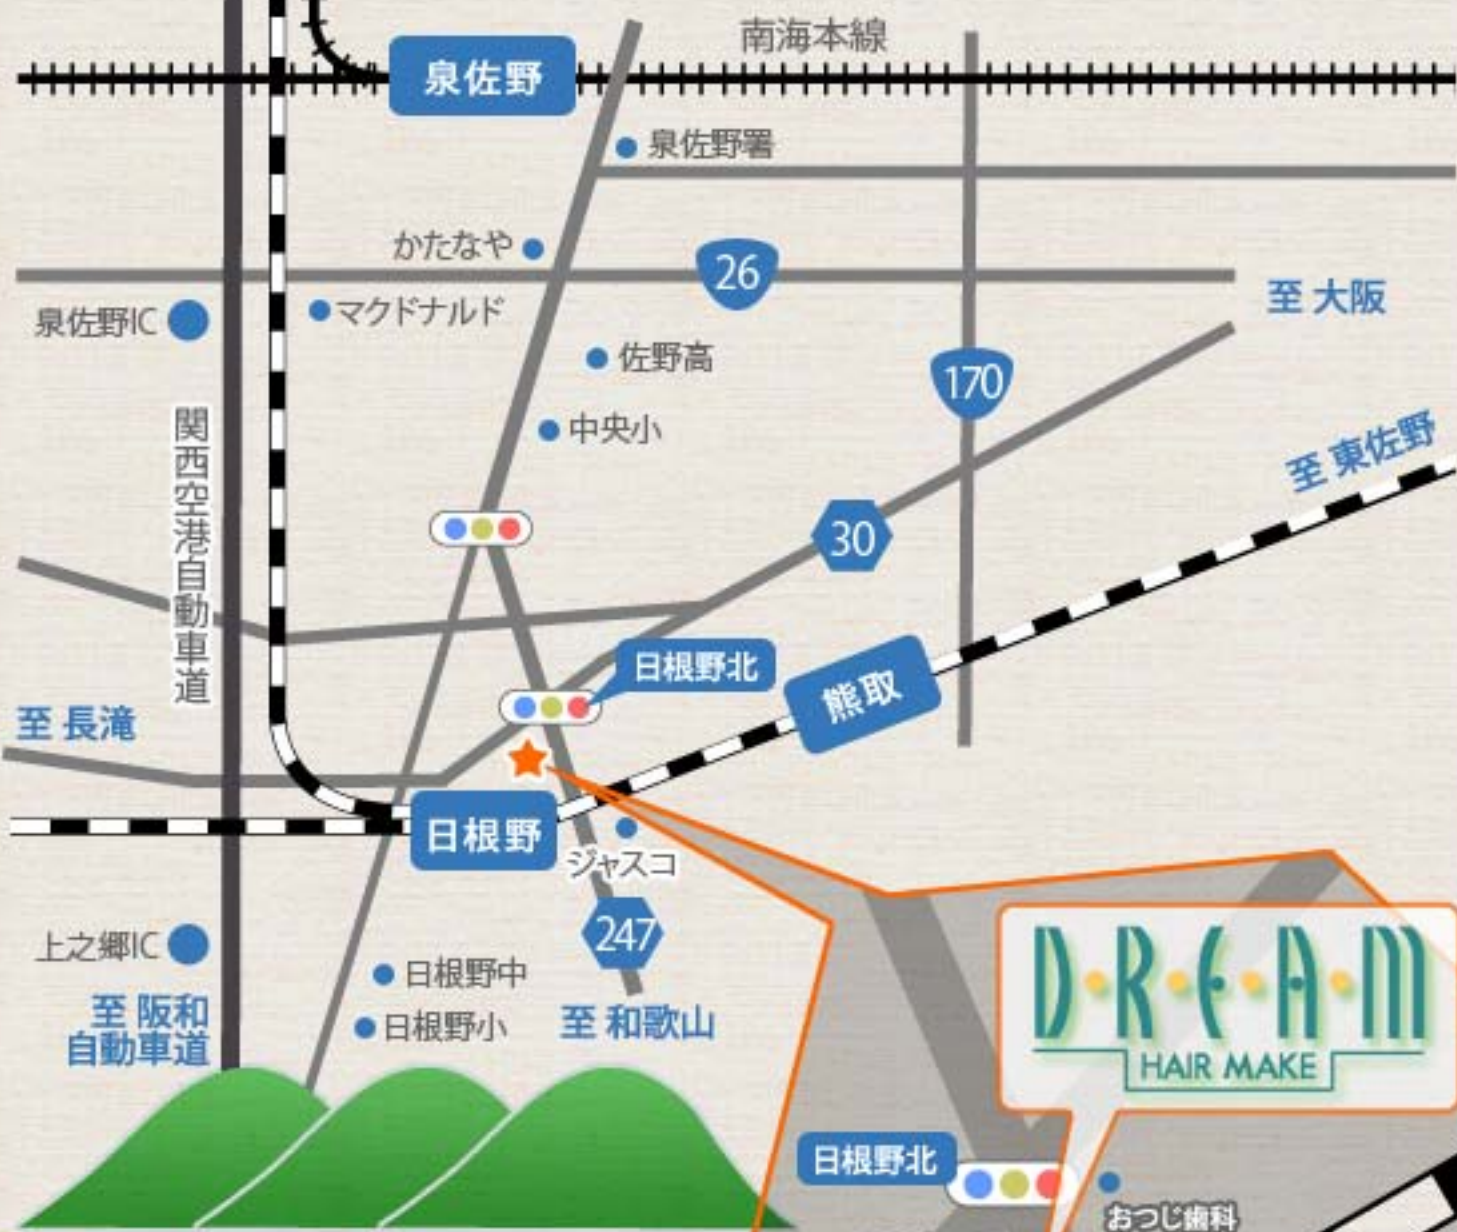 南海本線
泉佐野
泉佐野署
かたなや
26
至 大阪
マクドナルド
泉佐野IC
佐野高
170
関西空港自動車道
中央小
至 東佐野
30
日根野北
熊取
至 長滝
日根野
ジャスコ
247
上之郷IC
日根野中
至 阪和
自動車道
日根野小
至 和歌山
D・R・E・A・M
HAIR MAKE
日根野北
おつじ歯科